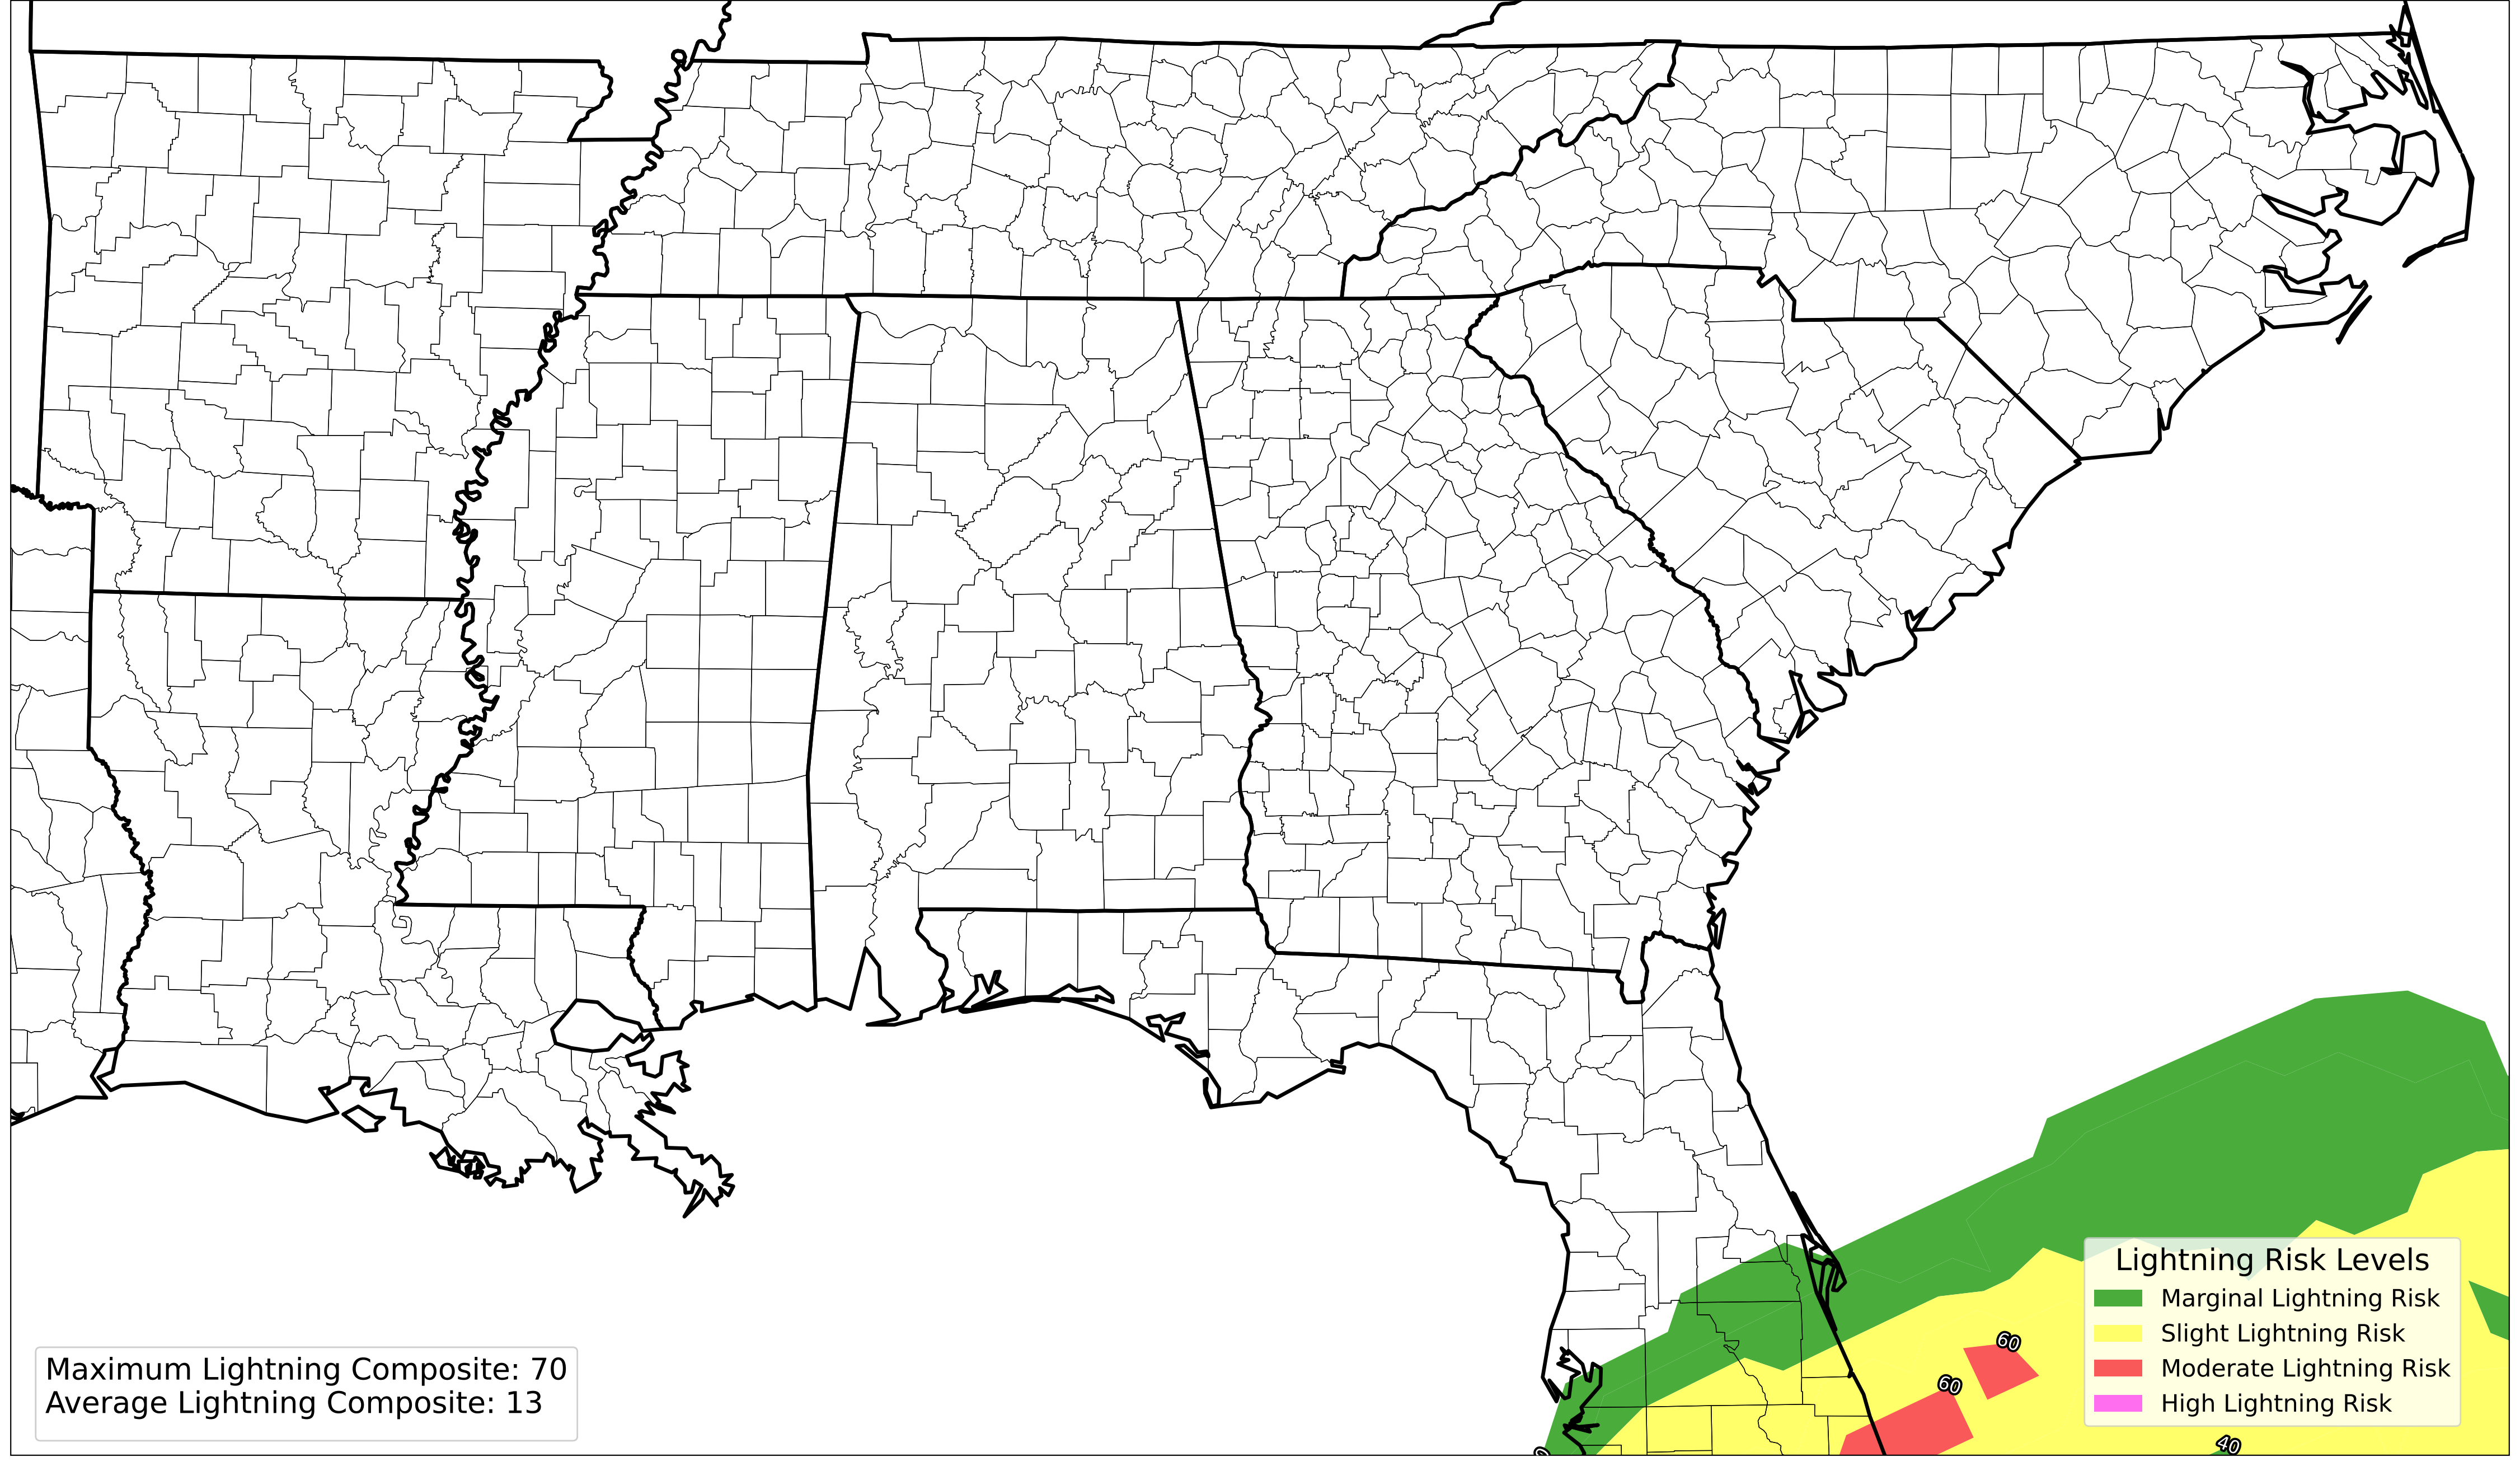 60
60
40
Lightning Risk Levels
Marginal Lightning Risk
Slight Lightning Risk
Moderate Lightning Risk
High Lightning Risk
Maximum Lightning Composite: 70
Average Lightning Composite: 13